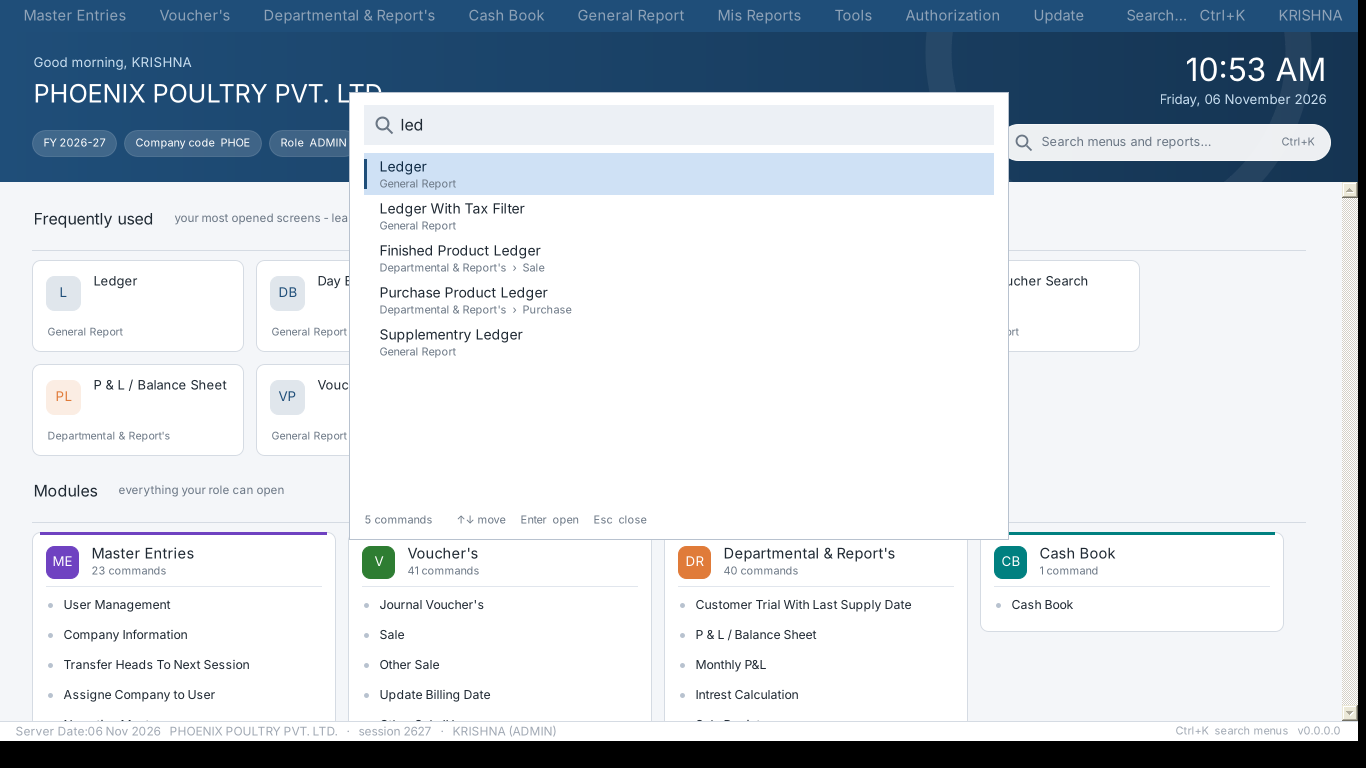 Master Entries Voucher's Departmental & Report's Cash Book General Report Mis Reports Tools Authorization Update Search... Ctrl+K KRISHNA
Good morning, KRISHNA
PHOENIX POULTRY PVT. LTD.
10:53 AM
Friday, 06 November 2026
FY 2026-27 Company code PHOE Role ADMIN
Search menus and reports... Ctrl+K
led
Ledger
General Report
Ledger With Tax Filter
General Report
Finished Product Ledger
Departmental & Report's › Sale
Purchase Product Ledger
Departmental & Report's › Purchase
Supplementry Ledger
General Report
5 commands ↑↓ move Enter open Esc close
Frequently used your most opened screens - lea
L Ledger
General Report
DB Day
General Report
cher Search
PL P & L / Balance Sheet
Departmental & Report's
VP Vouc
General Report
Modules everything your role can open
ME Master Entries
23 commands
User Management
Company Information
Transfer Heads To Next Session
Assigne Company to User
V Voucher's
41 commands
Journal Voucher's
Sale
Other Sale
Update Billing Date
DR Departmental & Report's
40 commands
Customer Trial With Last Supply Date
P & L / Balance Sheet
Monthly P&L
Intrest Calculation
CB Cash Book
1 command
Cash Book
Server Date:06 Nov 2026 PHOENIX POULTRY PVT. LTD. · session 2627 · KRISHNA (ADMIN)
Ctrl+K search menus v0.0.0.0